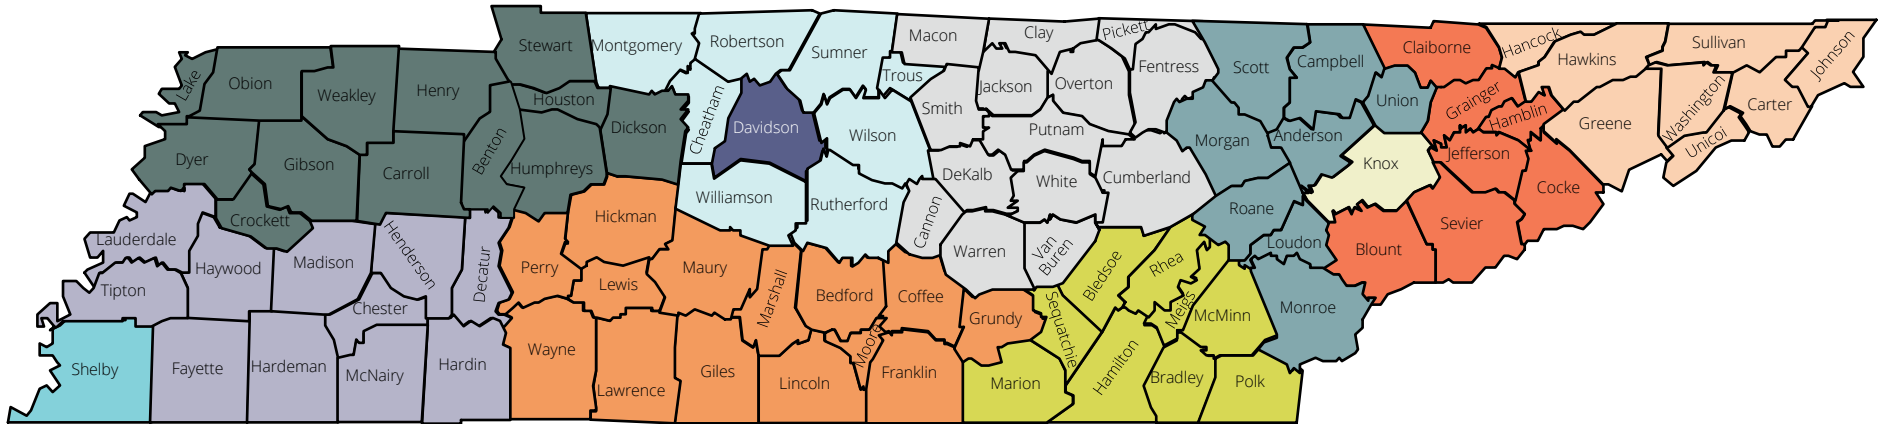 Stewart
Montgomery
Robertson
Sumner
Macon
Clay
Pickett
Fentress
Scott
Campbell
Claiborne
Hancock
Hawkins
Sullivan
Johnson
Lake
Obion
Weakley
Henry
Houston
Dickson
Cheatham
Davidson
Trous
Wilson
Smith
Jackson
Overton
Putnam
Morgan
Anderson
Union
Grainger
Hamblin
Greene
Washington
Unicoi
Carter
Dyer
Gibson
Carroll
Benton
Humphreys
Williamson
Rutherford
Cannon
DeKalb
White
Cumberland
Roane
Loudon
Knox
Jefferson
Cocke
Sevier
Blount
Crockett
Lauderdale
Haywood
Madison
Henderson
Decatur
Perry
Hickman
Lewis
Maury
Marshall
Bedford
Coffee
Warren
Van
Buren
Bledsoe
Rhea
Meigs
McMinn
Monroe
Tipton
Chester
Shelby
Fayette
Hardeman
McNairy
Hardin
Wayne
Lawrence
Giles
Lincoln
Moore
Franklin
Grundy
Sequatchie
Marion
Hamilton
Bradley
Polk